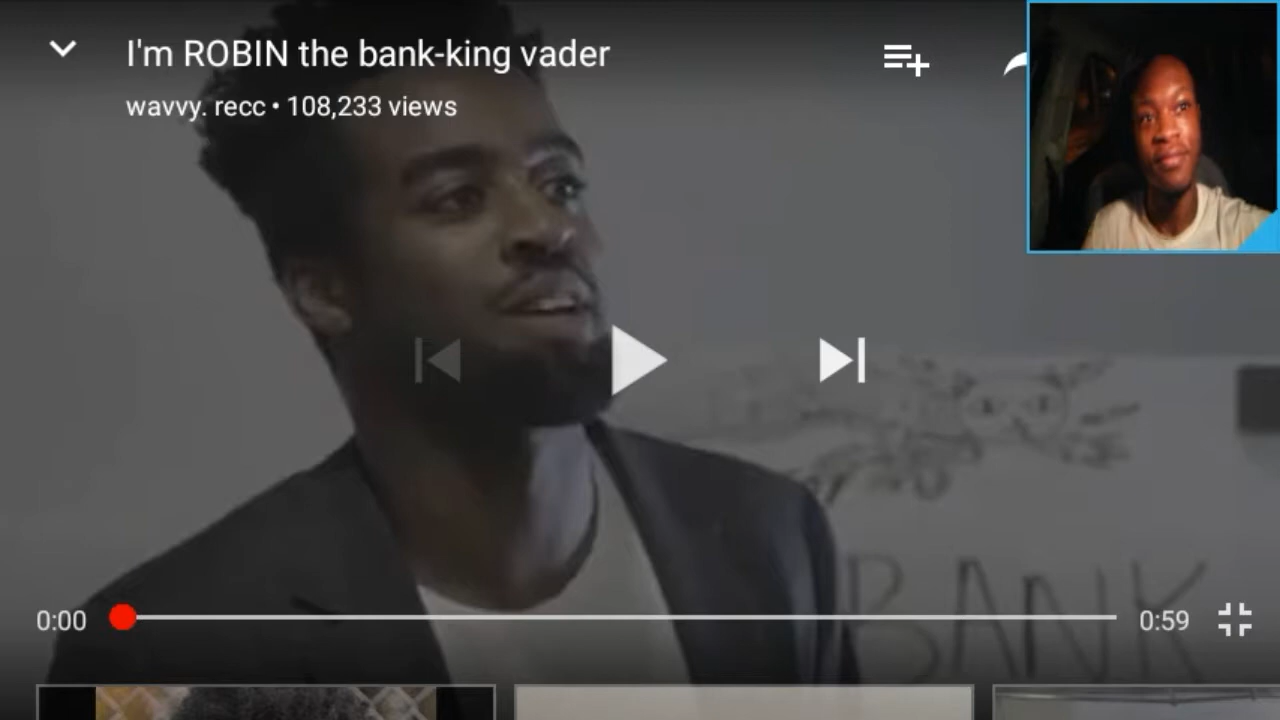 I'm ROBIN the bank-king vader
wavvy. recc • 108,233 views
BANK
0:00
0:59